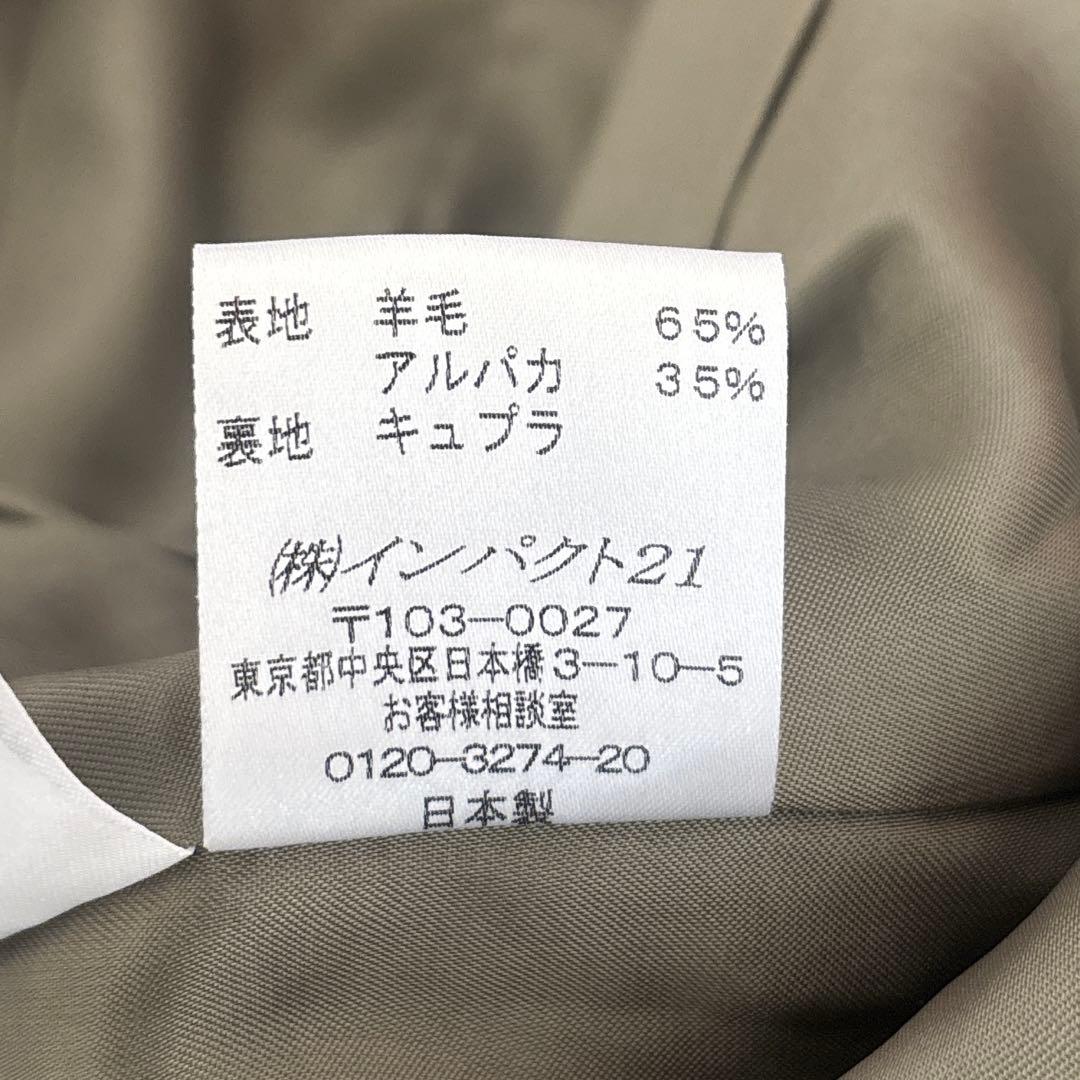 表地 羊毛 65%
アルパカ 35%
裏地 キュプラ
㈱インパクト21
〒103-0027
東京都中央区日本橋3-10-5
お客様相談室
0120-3274-20
日本製